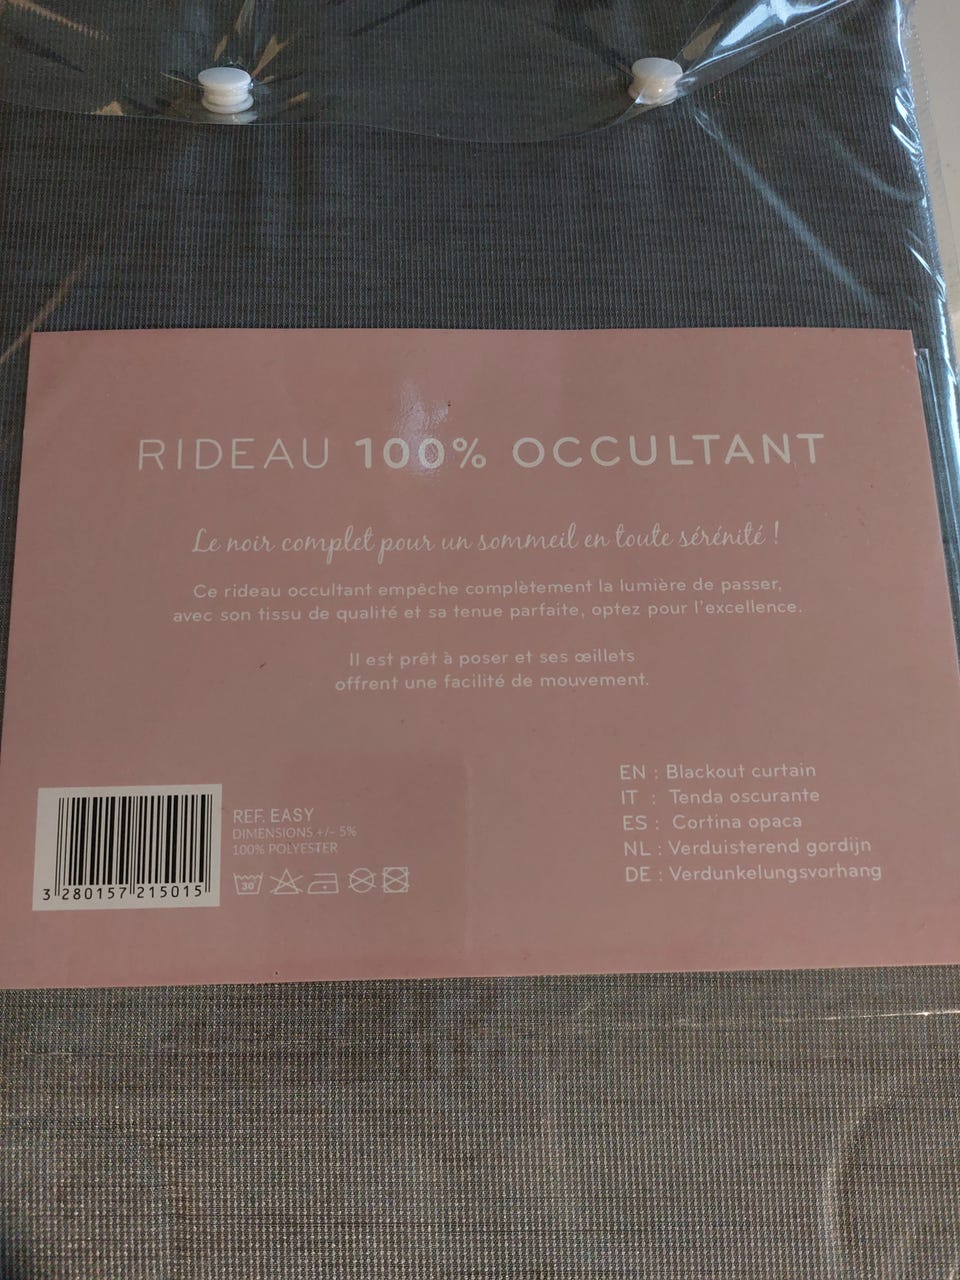 RIDEAU 100% OCCULTANT
Le noir complet pour un sommeil en toute sérénité !
Ce rideau occultant empêche complètement la lumière de passer,
avec son tissu de qualité et sa tenue parfaite, optez pour l'excellence.
Il est prêt à poser et ses œillets
offrent une facilité de mouvement.
3 280157 215015
REF. EASY
DIMENSIONS +/- 5%
100% POLYESTER
30°
EN : Blackout curtain
IT : Tenda oscurante
ES : Cortina opaca
NL : Verduisterend gordijn
DE : Verdunkelungsvorhang